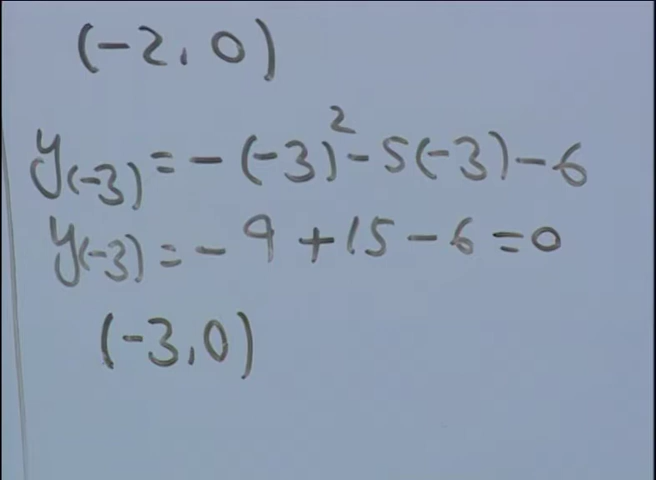 (-2, 0)
y(-3) = -(-3)² - 5(-3) - 6
y(-3) = - 9 + 15 - 6 = 0
(-3, 0)